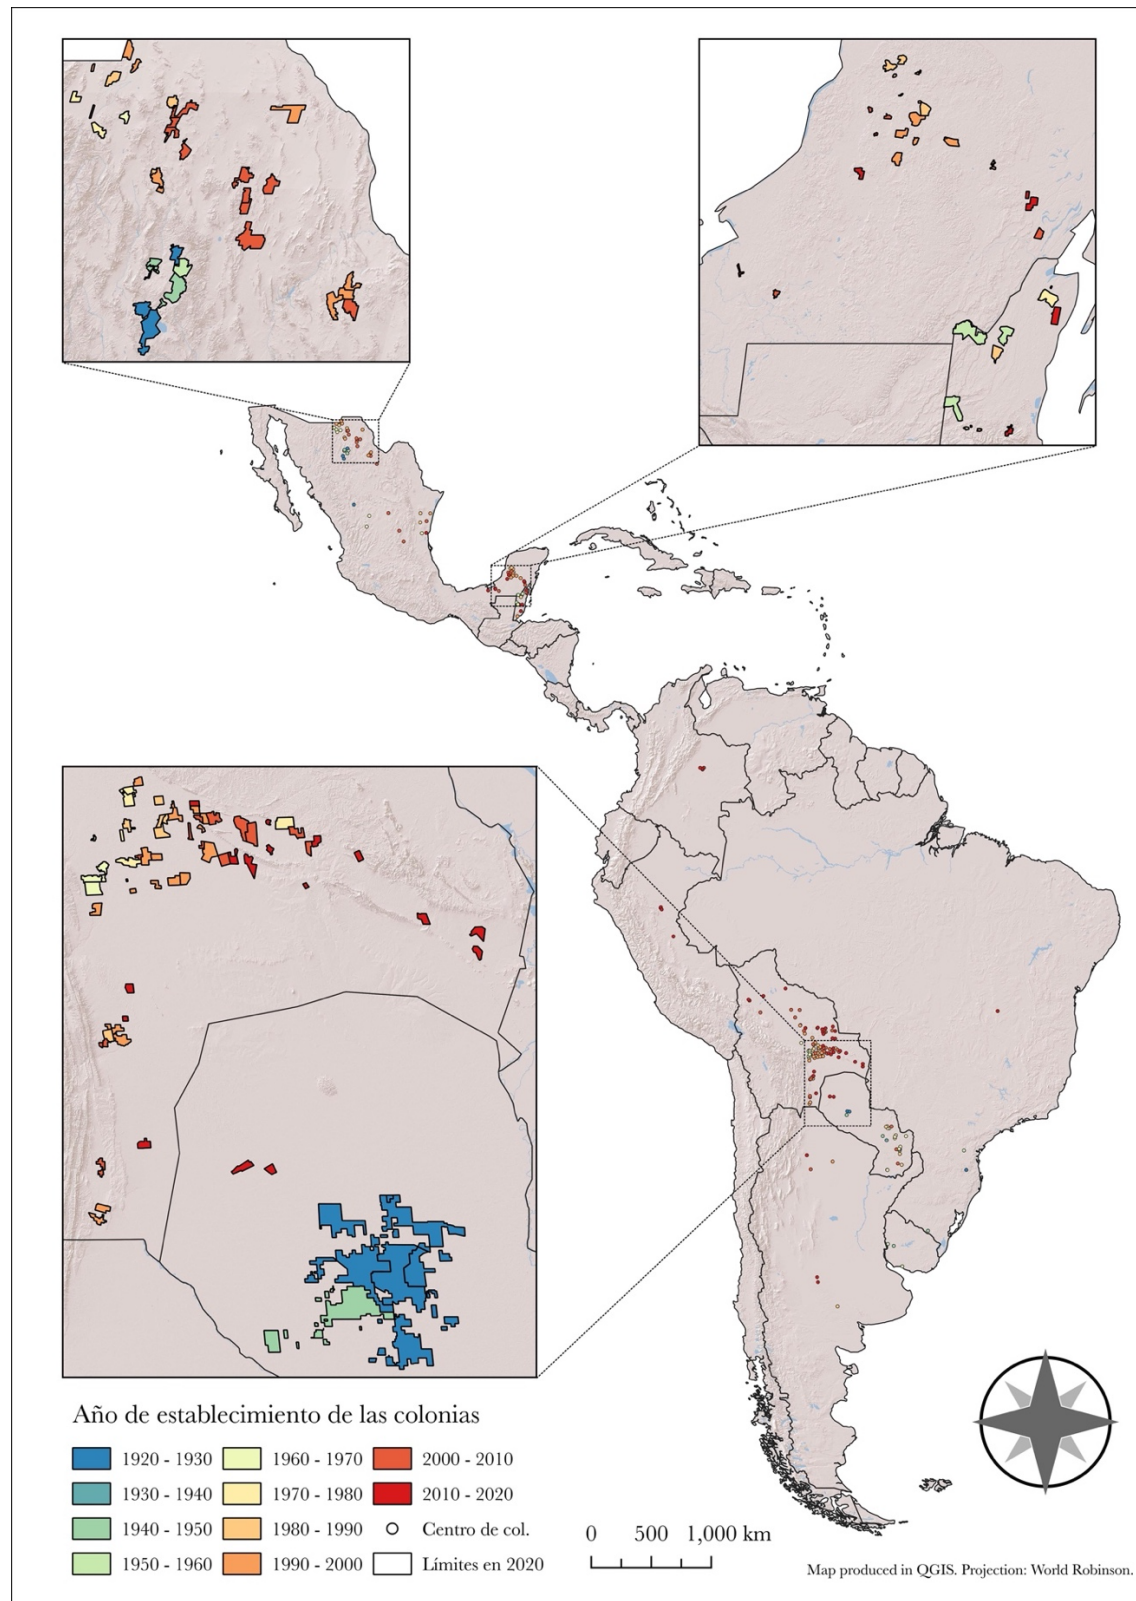 Año de establecimiento de las colonias
1920 - 1930
1930 - 1940
1940 - 1950
1950 - 1960
1960 - 1970
1970 - 1980
1980 - 1990
1990 - 2000
2000 - 2010
2010 - 2020
Centro de col.
Límites en 2020
0 500 1,000 km
Map produced in QGIS. Projection: World Robinson.